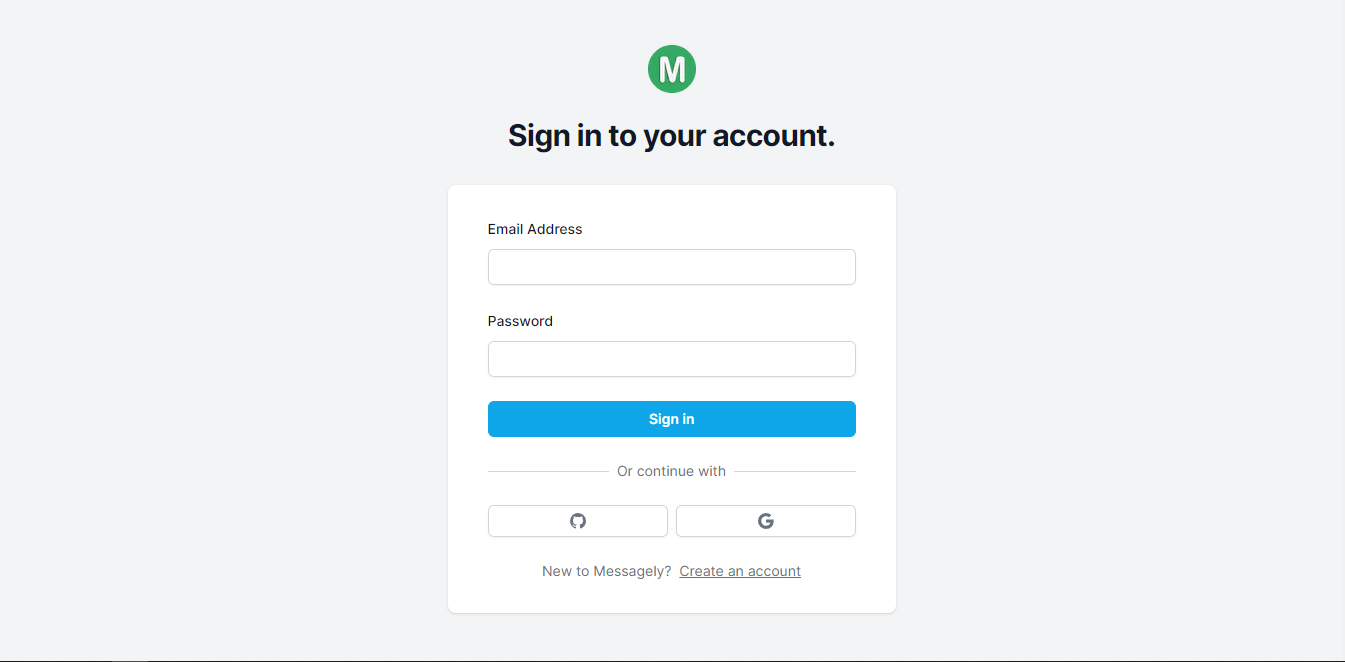 M
Sign in to your account.
Email Address
Password
Sign in
Or continue with
G
New to Messagely? Create an account